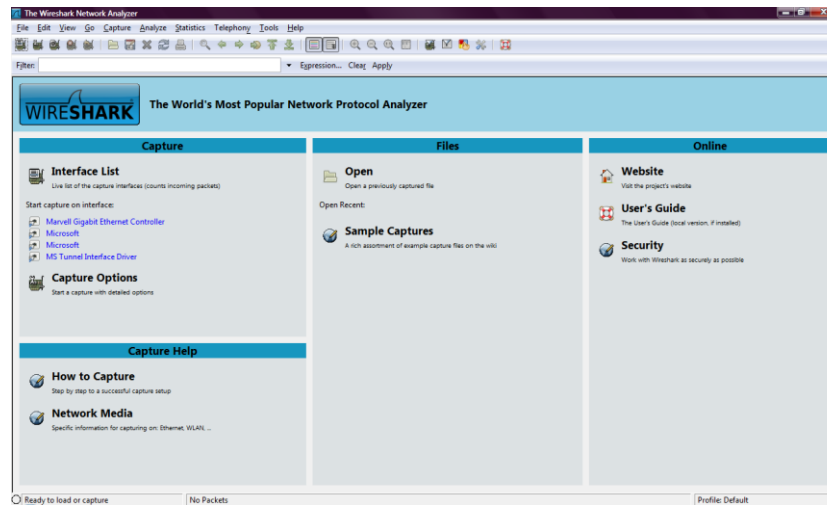 The Wireshark Network Analyzer
File Edit View Go Capture Analyze Statistics Telephony Tools Help
Filter: Expression... Clear Apply
WIRESHARK The World's Most Popular Network Protocol Analyzer
Capture
Interface List
Live list of the capture interfaces (counts incoming packets)
Start capture on interface:
Marvell Gigabit Ethernet Controller
Microsoft
Microsoft
MS Tunnel Interface Driver
Capture Options
Start a capture with detailed options
Capture Help
How to Capture
Step by step to a successful capture setup
Network Media
Specific information for capturing on: Ethernet, WLAN, ...
Files
Open
Open a previously captured file
Open Recent:
Sample Captures
A rich assortment of example capture files on the wiki
Online
Website
Visit the project's website
User's Guide
The User's Guide (local version, if installed)
Security
Work with Wireshark as securely as possible
Ready to load or capture No Packets Profile: Default